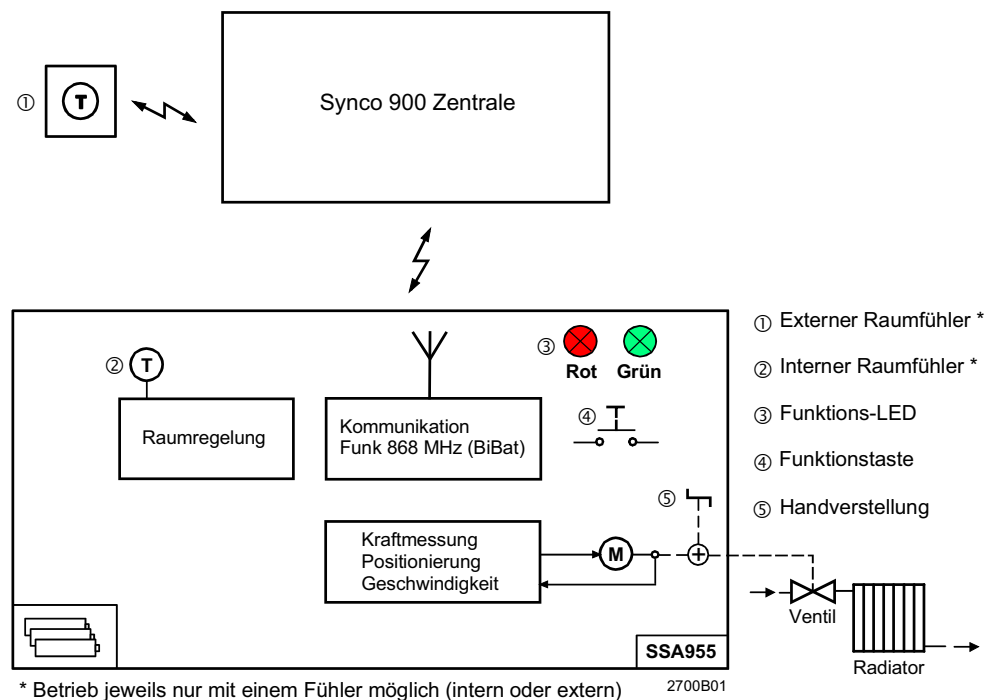 ① T
Synco 900 Zentrale
② T
Raumregelung
Kommunikation
Funk 868 MHz (BiBat)
③
Rot Grün
④
⑤
Kraftmessung
Positionierung
Geschwindigkeit
M
SSA955
① Externer Raumfühler *
② Interner Raumfühler *
③ Funktions-LED
④ Funktionstaste
⑤ Handverstellung
Ventil
Radiator
* Betrieb jeweils nur mit einem Fühler möglich (intern oder extern)
2700B01